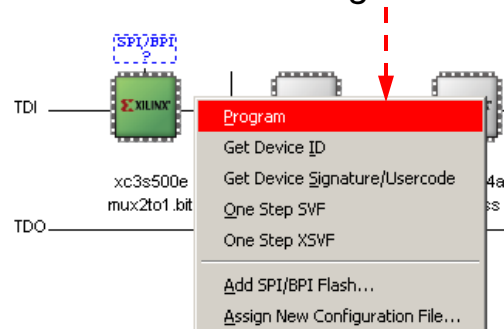 SPI/BPI
?
TDI
XILINX
xc3s500e
mux2to1.bit
TDO
Program
Get Device ID
Get Device Signature/Usercode
One Step SVF
One Step XSVF
Add SPI/BPI Flash...
Assign New Configuration File...